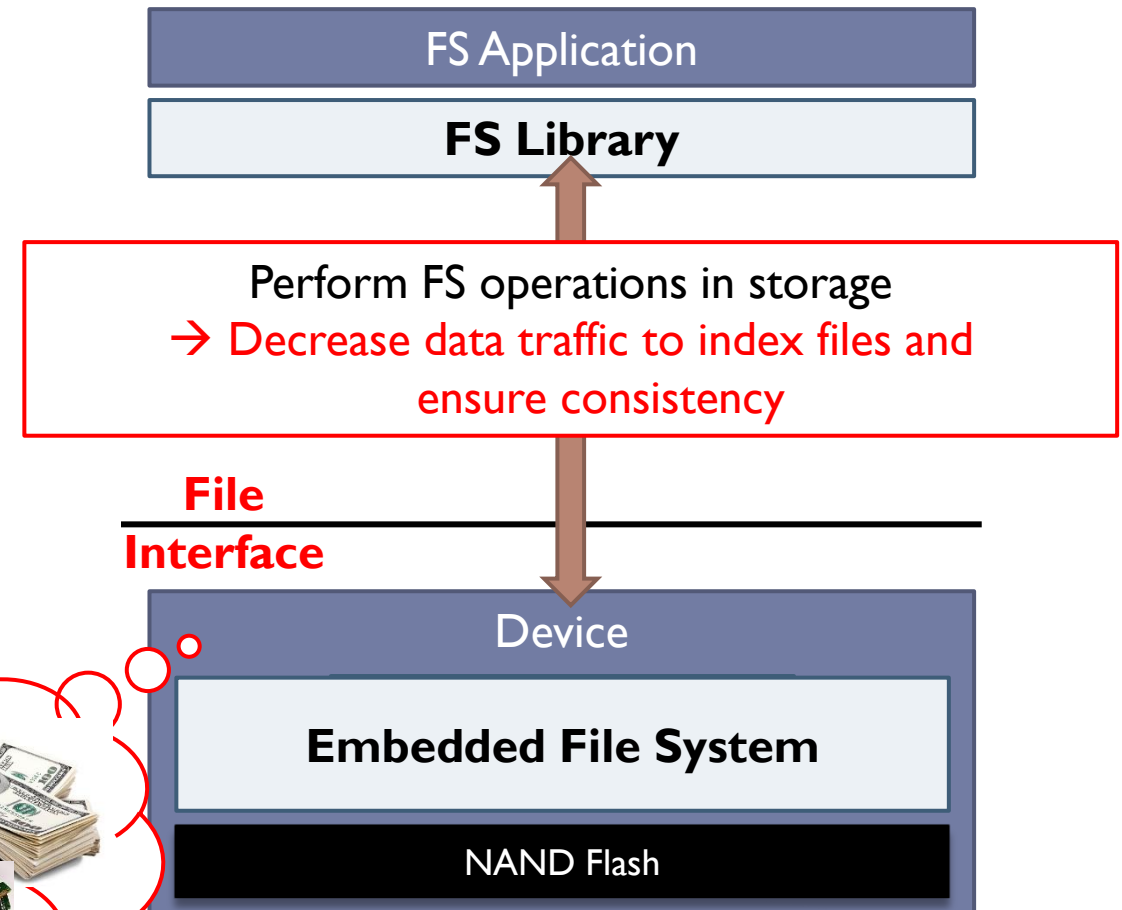 FS Application
FS Library
Perform FS operations in storage
→ Decrease data traffic to index files and
ensure consistency
File
Interface
Device
Embedded File System
NAND Flash
100